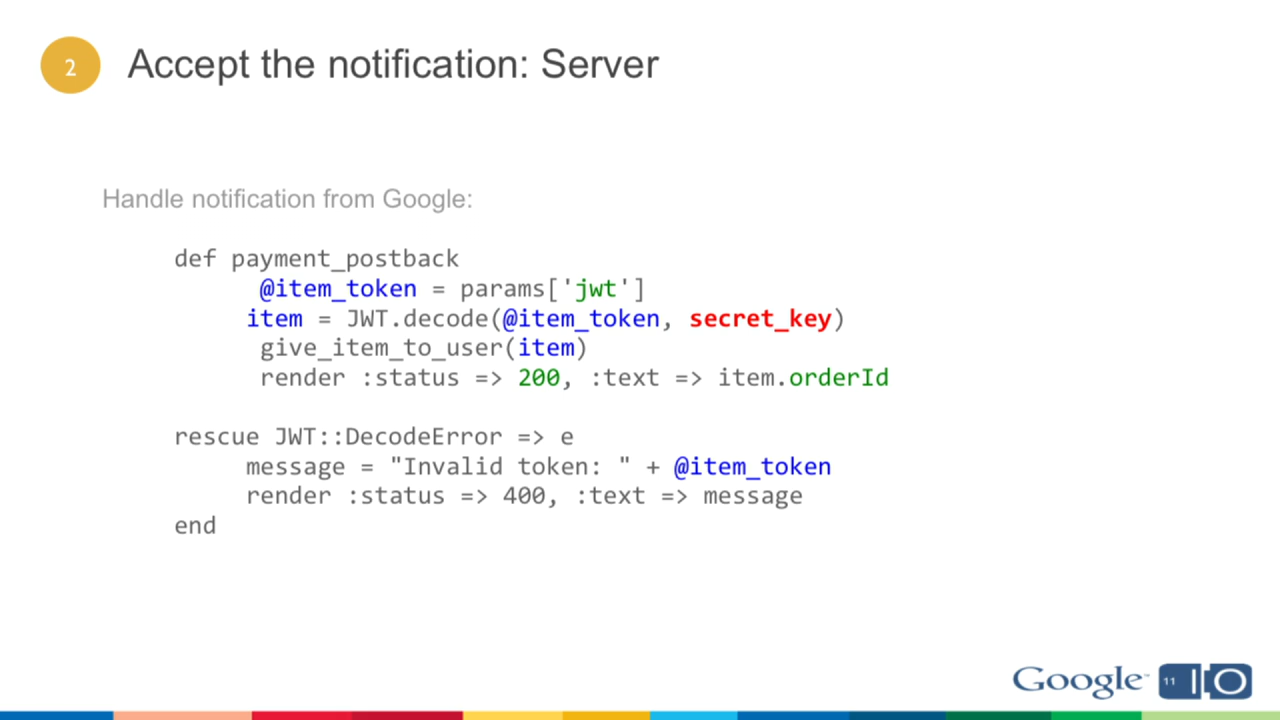 2
Accept the notification: Server
Handle notification from Google:
def payment_postback
@item_token = params['jwt']
item = JWT.decode(@item_token, secret_key)
give_item_to_user(item)
render :status => 200, :text => item.orderId
rescue JWT::DecodeError => e
message = "Invalid token: " + @item_token
render :status => 400, :text => message
end
Google™ 11 IO